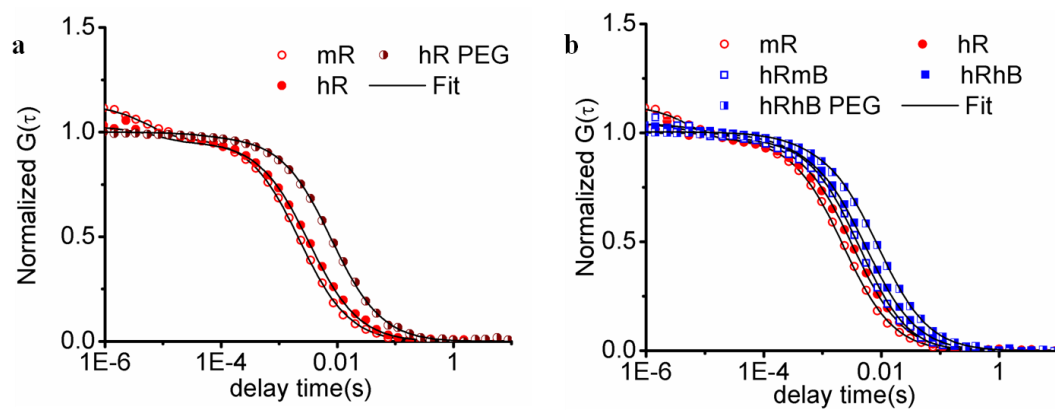 a
1.5
1.0
0.5
0.0
Normalized G(τ)
mR
hR PEG
hR
Fit
1E-6
1E-4
0.01
1
delay time(s)
b
1.5
1.0
0.5
0.0
Normalized G(τ)
mR
hR
hRmB
hRhB
hRhB PEG
Fit
1E-6
1E-4
0.01
1
delay time(s)